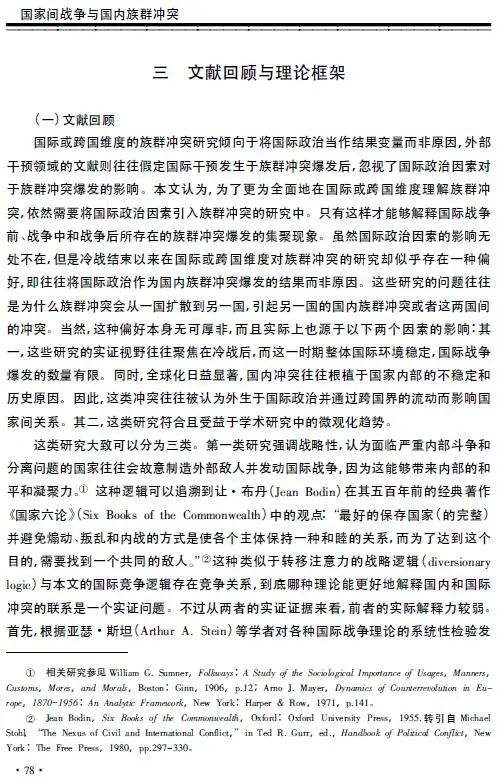 国家间战争与国内族群冲突
三 文献回顾与理论框架
(一)文献回顾
国际或跨国维度的族群冲突研究倾向于将国际政治当作结果变量而非原因,外部
干预领域的文献则往往假定国际干预发生于族群冲突爆发后,忽视了国际政治因素对
于族群冲突爆发的影响。本文认为,为了更为全面地在国际或跨国维度理解族群冲
突,依然需要将国际政治因素引入族群冲突的研究中。只有这样才能够解释国际战争
前、战争中和战争后所存在的族群冲突爆发的集聚现象。虽然国际政治因素的影响无
处不在,但是冷战结束以来在国际或跨国维度对族群冲突的研究却似乎存在一种偏
好,即往往将国际政治作为国内族群冲突爆发的结果而非原因。这些研究的问题往往
是为什么族群冲突会从一国扩散到另一国,引起另一国的国内族群冲突或者这两国间
的冲突。当然,这种偏好本身无可厚非,而且实际上也源于以下两个因素的影响:其
一,这些研究的实证视野往往聚焦在冷战后,而这一时期整体国际环境稳定,国际战争
爆发的数量有限。同时,全球化日益显著,国内冲突往往根植于国家内部的不稳定和
历史原因。因此,这类冲突往往被认为外生于国际政治并通过跨国界的流动而影响国
家间关系。其二,这类研究符合且受益于学术研究中的微观化趋势。
这类研究大致可以分为三类。第一类研究强调战略性,认为面临严重内部斗争和
分离问题的国家往往会故意制造外部敌人并发动国际战争,因为这能够带来内部的和
平和凝聚力。① 这种逻辑可以追溯到让·布丹(Jean Bodin)在其五百年前的经典著作
《国家六论》(Six Books of the Commonwealth)中的观点:“最好的保存国家(的完整)
并避免煽动、叛乱和内战的方式是使各个主体保持一种和睦的关系,而为了达到这个
目的,需要找到一个共同的敌人。”②这种类似于转移注意力的战略逻辑(diversionary
logic)与本文的国际竞争逻辑存在竞争关系,到底哪种理论能更好地解释国内和国际
冲突的联系是一个实证问题。不过从两者的实证证据来看,前者的实际解释力较弱。
首先,根据亚瑟·斯坦(Arthur A. Stein)等学者对各种国际战争理论的系统性检验发
① 相关研究参见 William G. Sumner, Folkways: A Study of the Sociological Importance of Usages, Manners,
Customs, Mores, and Morals, Boston: Ginn, 1906, p.12; Arno J. Mayer, Dynamics of Counterrevolution in Eu-
rope, 1870-1956: An Analytic Framework, New York: Harper & Row, 1971, p.141。
② Jean Bodin, Six Books of the Commonwealth, Oxford: Oxford University Press, 1955.转引自 Michael
Stohl, “The Nexus of Civil and International Conflict,” in Ted R. Gurr, ed., Handbook of Political Conflict, New
York: The Free Press, 1980, pp.297-330。
·78·